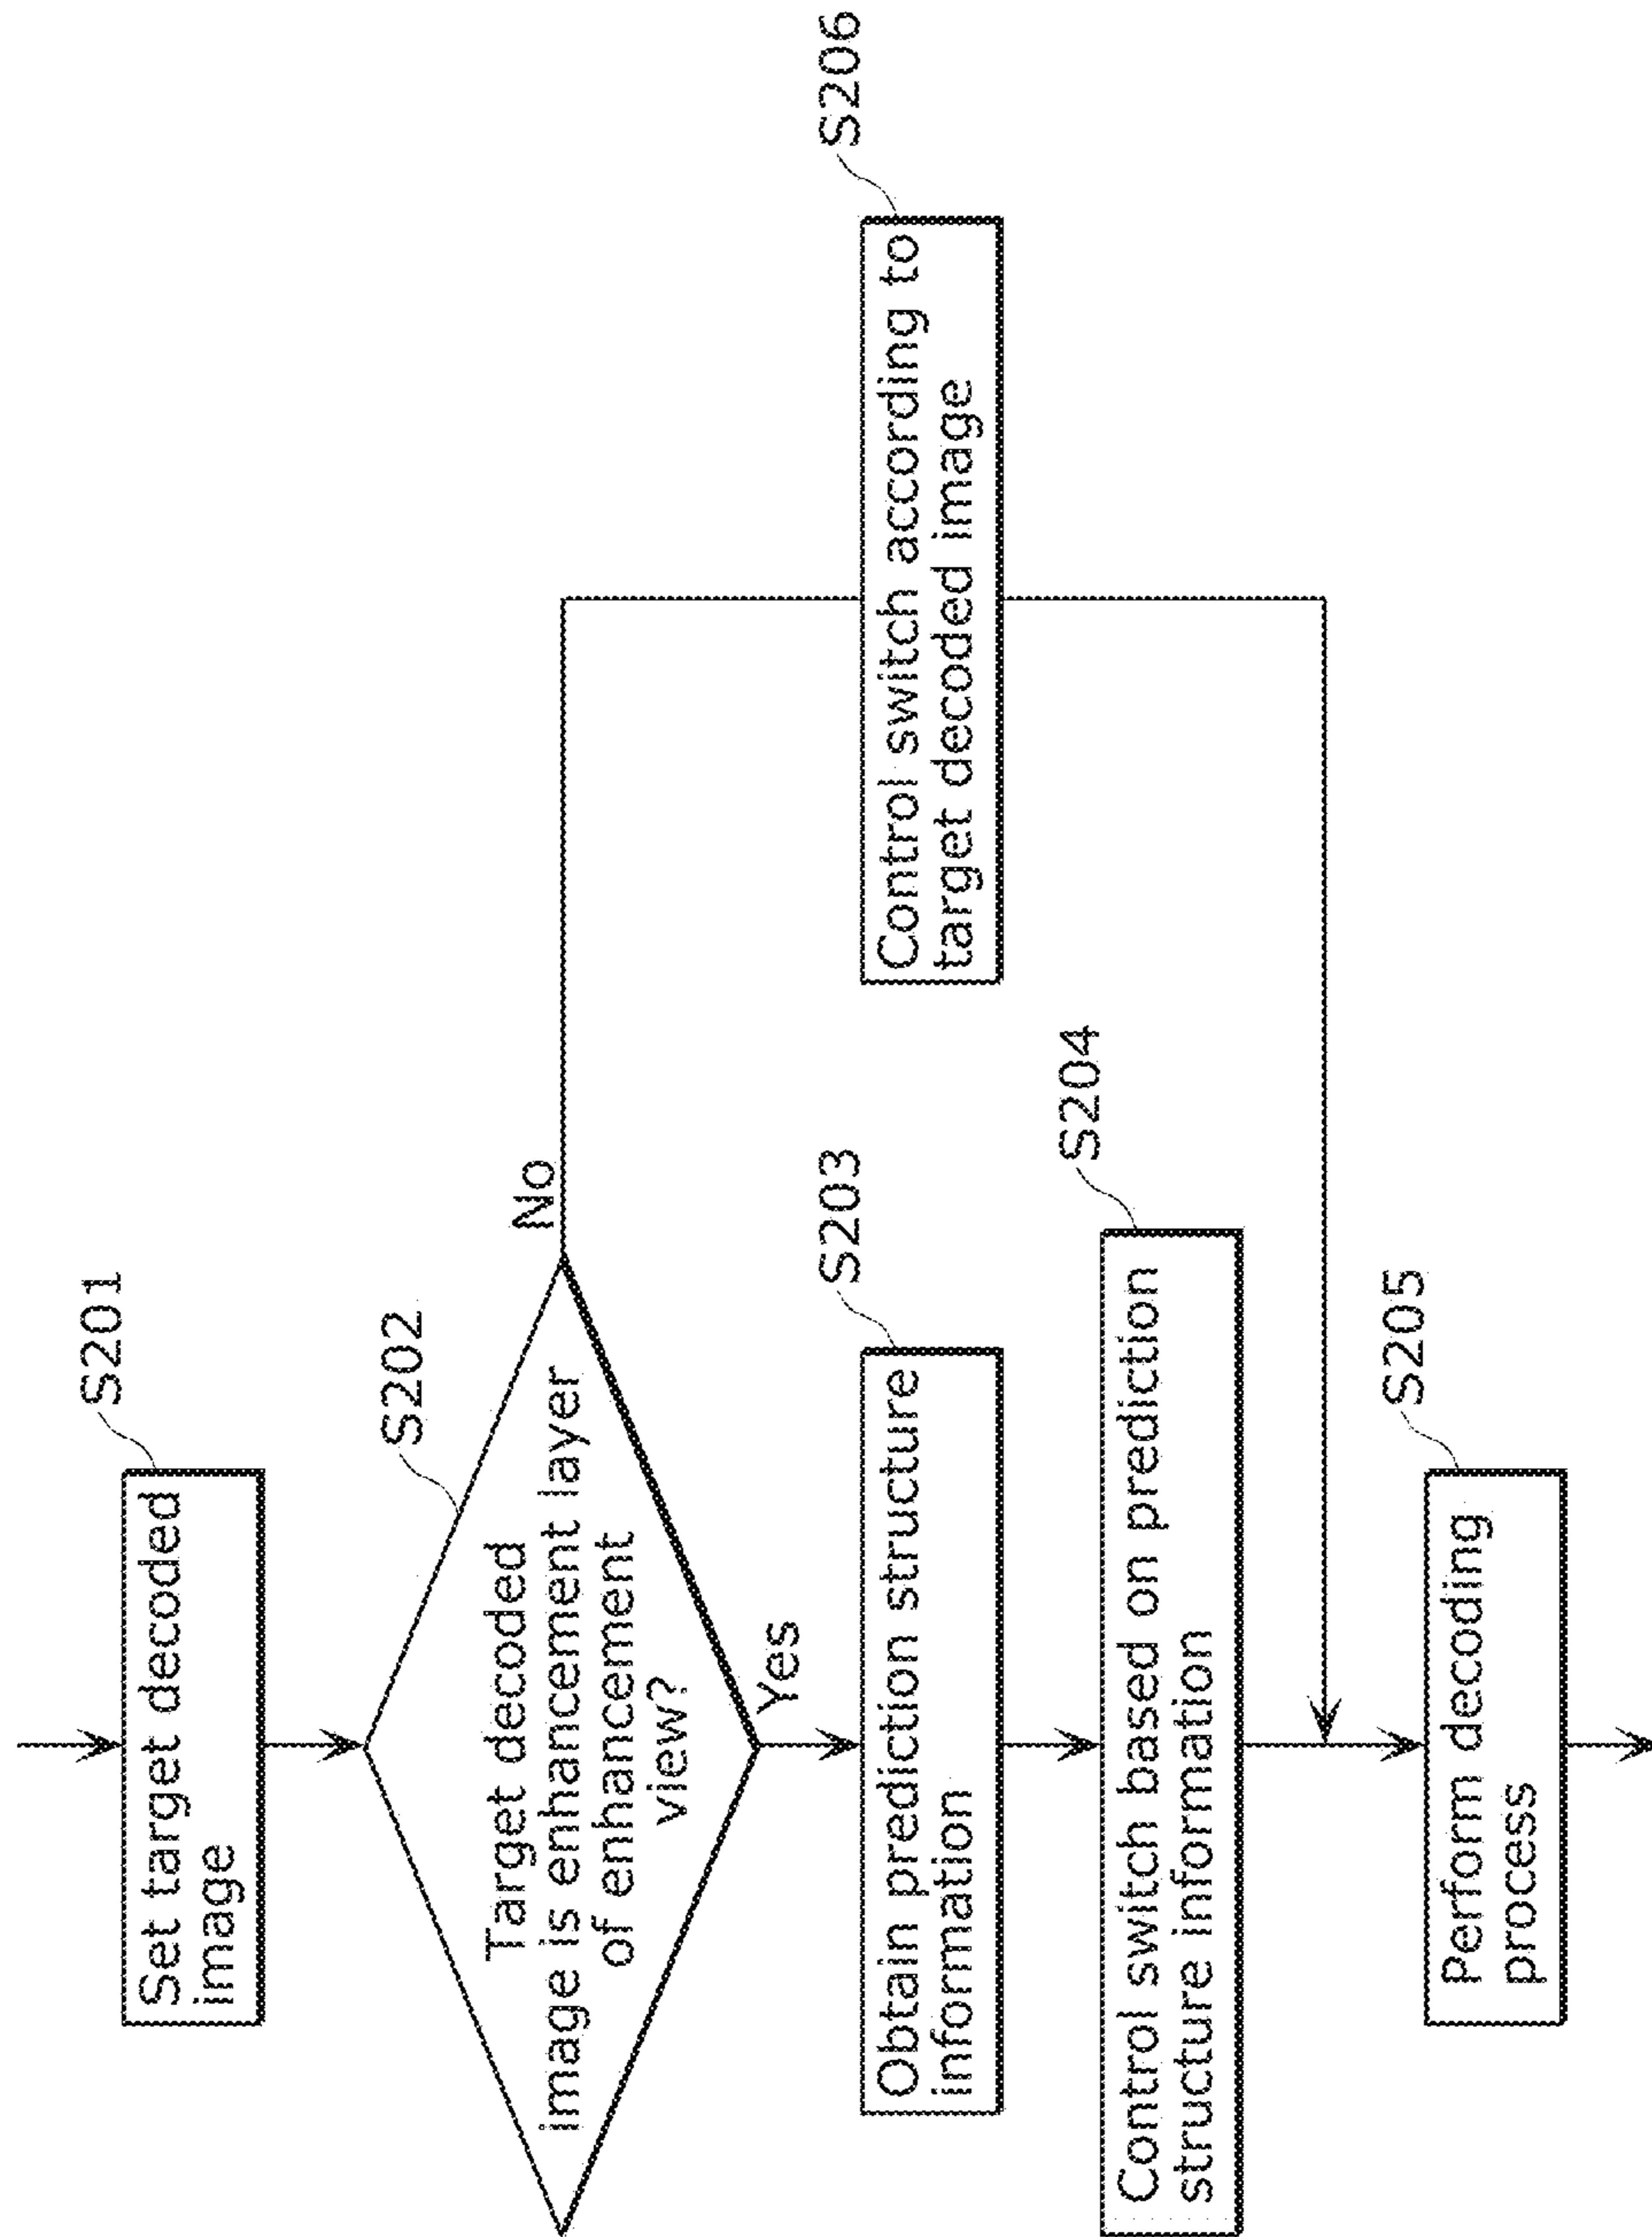 S201
Set target decoded
image
S202
Target decoded
image is enhancement layer
of enhancement
view?
No
Yes
S203
Obtain prediction structure
information
S206
Control switch according to
target decoded image
S204
Control switch based on prediction
structure information
S205
Perform decoding
process